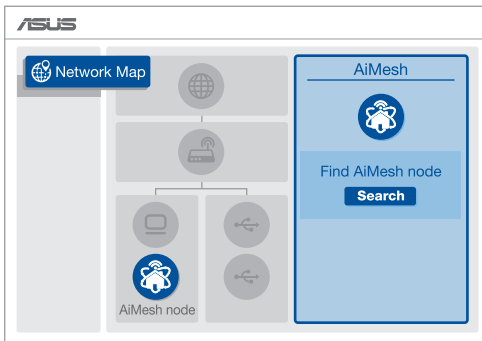 ASUS
Network Map
AiMesh
Find AiMesh node
Search
AiMesh node